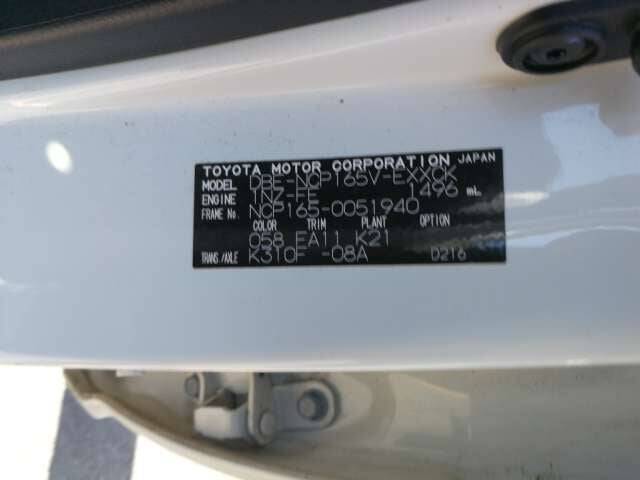 TOYOTA MOTOR CORPORATION JAPAN
MODEL DBE-NCP165V-EXXCK
ENGINE 1NZ-FE 1496 mL
FRAME No. NCP165-0051940
COLOR TRIM PLANT OPTION
058 EA11 K21
TRANS/AXLE K310F -08A D216